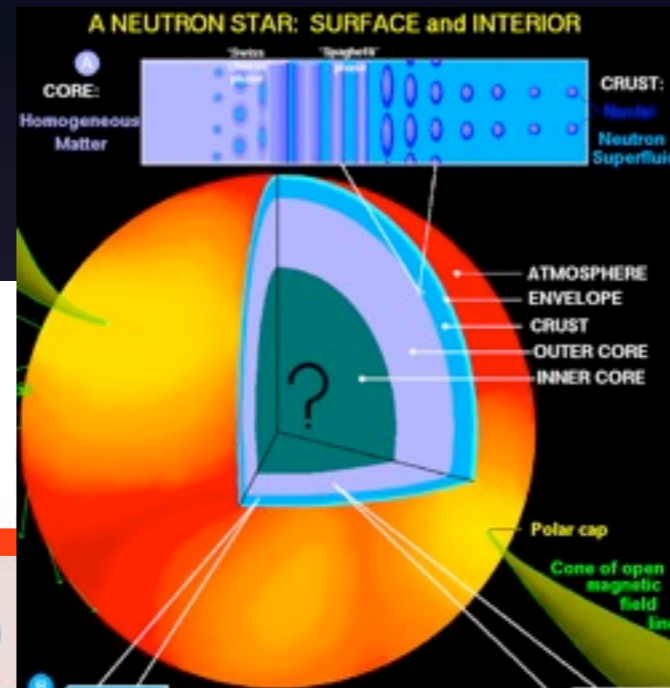 A NEUTRON STAR: SURFACE and INTERIOR
A
"Swiss
"Spaghetti"
phase
phase
CORE:
Homogeneous
Matter
CRUST:
Nuclei
Neutron
Superfluid
ATMOSPHERE
ENVELOPE
CRUST
OUTER CORE
INNER CORE
?
Polar cap
Cone of open
magnetic
field
B